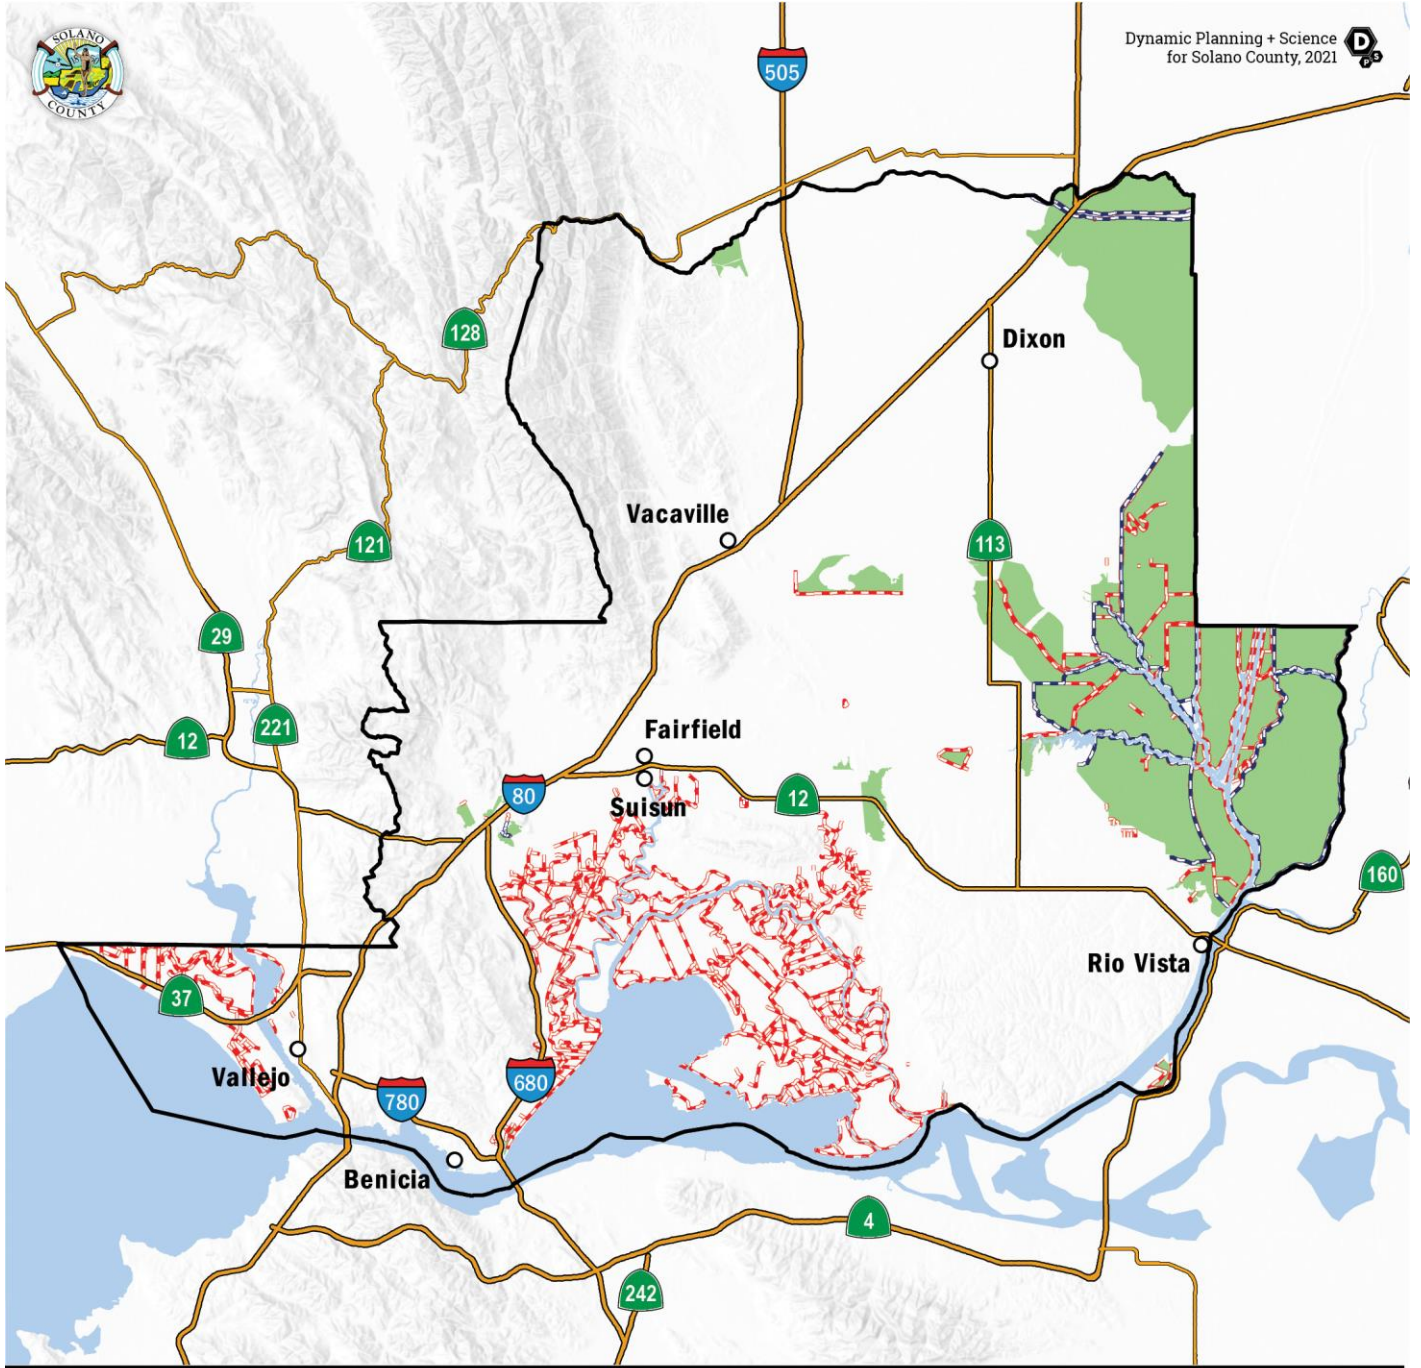 SOLANO
COUNTY
Dynamic Planning + Science
for Solano County, 2021
D
P
S
505
128
Dixon
Vacaville
121
113
29
12
221
Fairfield
80
Suisun
12
160
37
Rio Vista
Vallejo
780
680
Benicia
4
242